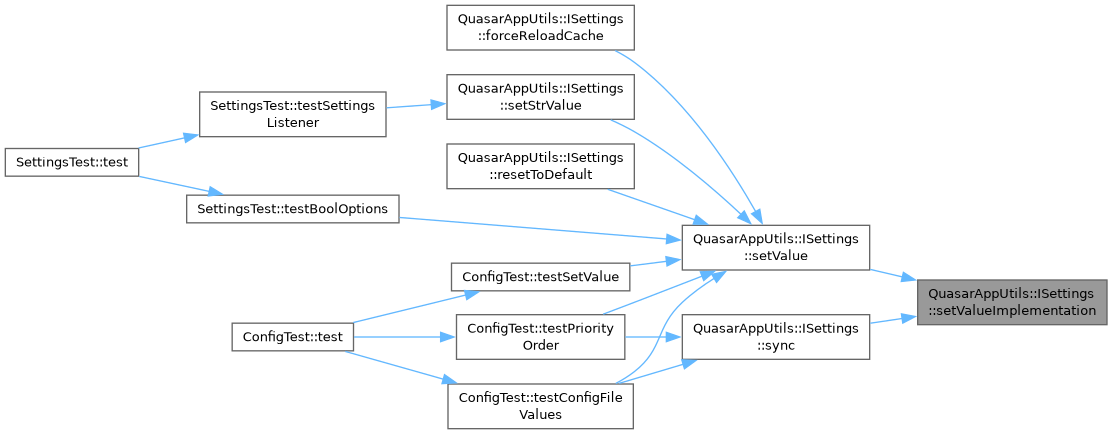 QuasarAppUtils::ISettings
::forceReloadCache
QuasarAppUtils::ISettings
::setStrValue
SettingsTest::testSettings
Listener
SettingsTest::test
QuasarAppUtils::ISettings
::resetToDefault
SettingsTest::testBoolOptions
QuasarAppUtils::ISettings
::setValue
ConfigTest::testSetValue
QuasarAppUtils::ISettings
::setValueImplementation
ConfigTest::test
ConfigTest::testPriority
Order
QuasarAppUtils::ISettings
::sync
ConfigTest::testConfigFile
Values